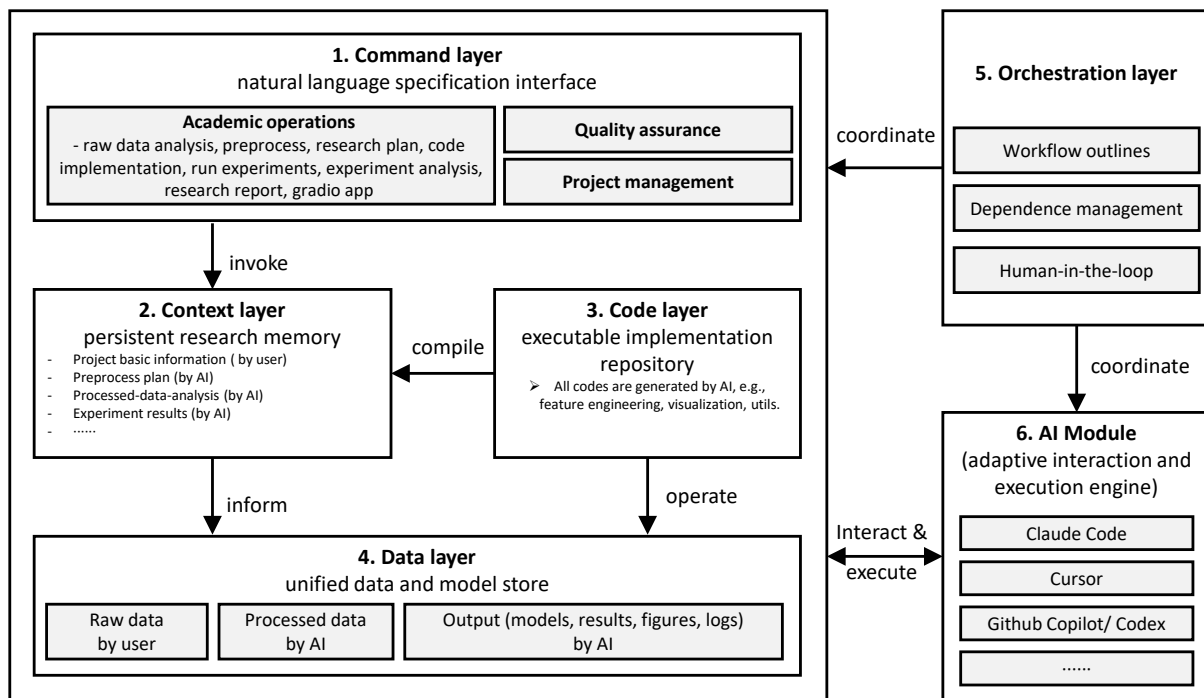 1. Command layer
natural language specification interface
Academic operations
- raw data analysis, preprocess, research plan, code
implementation, run experiments, experiment analysis,
research report, gradio app
Quality assurance
Project management
invoke
2. Context layer
persistent research memory
- Project basic information ( by user)
- Preprocess plan (by AI)
- Processed-data-analysis (by AI)
- Experiment results (by AI)
- ......
compile
3. Code layer
executable implementation
repository
➢ All codes are generated by AI, e.g.,
feature engineering, visualization, utils.
inform
operate
4. Data layer
unified data and model store
Raw data
by user
Processed data
by AI
Output (models, results, figures, logs)
by AI
coordinate
5. Orchestration layer
Workflow outlines
Dependence management
Human-in-the-loop
coordinate
Interact &
execute
6. AI Module
(adaptive interaction and
execution engine)
Claude Code
Cursor
Github Copilot/ Codex
......